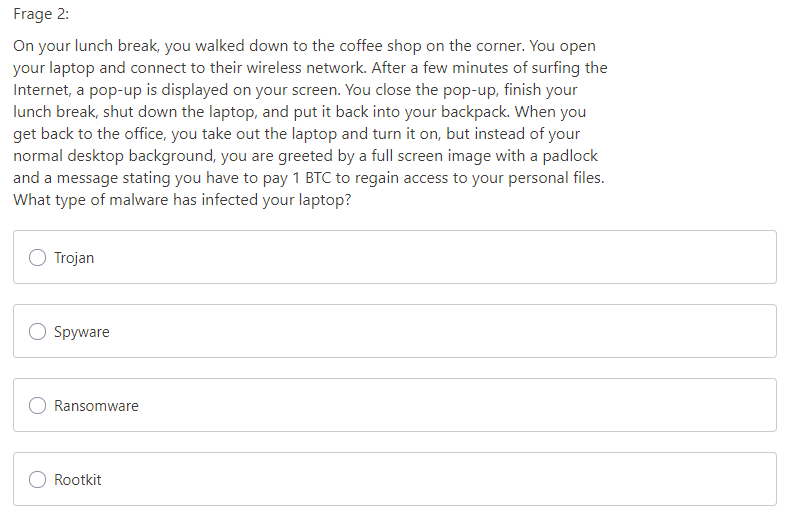 Frage 2:
On your lunch break, you walked down to the coffee shop on the corner. You open
your laptop and connect to their wireless network. After a few minutes of surfing the
Internet, a pop-up is displayed on your screen. You close the pop-up, finish your
lunch break, shut down the laptop, and put it back into your backpack. When you
get back to the office, you take out the laptop and turn it on, but instead of your
normal desktop background, you are greeted by a full screen image with a padlock
and a message stating you have to pay 1 BTC to regain access to your personal files.
What type of malware has infected your laptop?
Trojan
Spyware
Ransomware
Rootkit